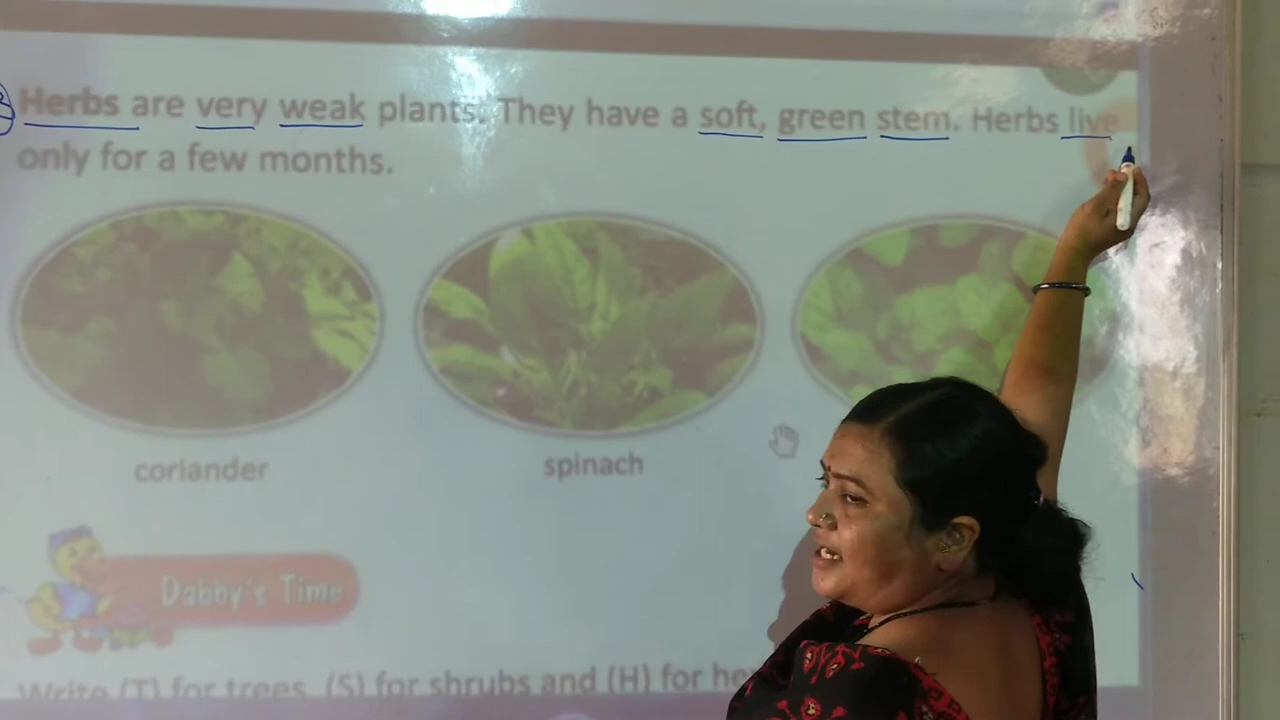 Herbs are very weak plants. They have a soft, green stem. Herbs live
only for a few months.
coriander
spinach
Dabby's Time
Write (T) for trees, (S) for shrubs and (H) for